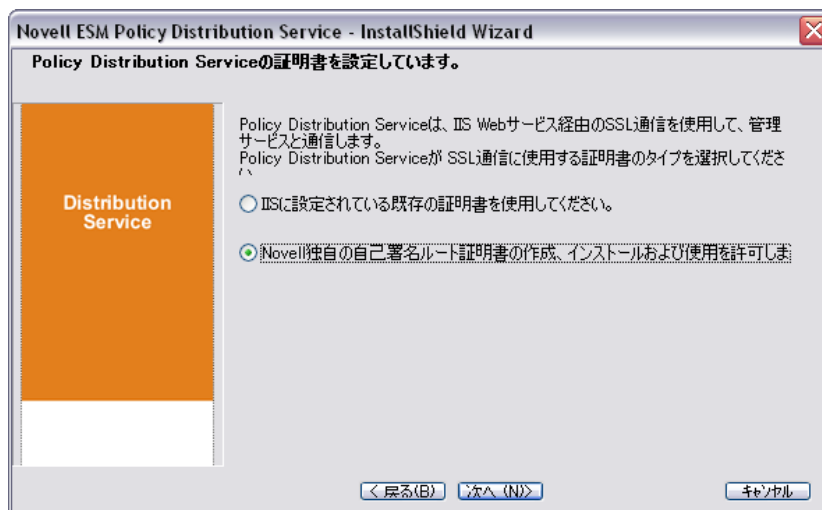 Novell ESM Policy Distribution Service - InstallShield Wizard
Policy Distribution Serviceの証明書を設定しています。
Policy Distribution Serviceは、IIS Webサービス経由のSSL通信を使用して、管理
サービスと通信します。
Policy Distribution Serviceが SSL通信に使用する証明書のタイプを選択してくださ
Distribution
Service
IISに設定されている既存の証明書を使用してください。
Novell独自の自己署名ルート証明書の作成、インストールおよび使用を許可しま
< 戻る(B)
次へ (N)>
キャンセル